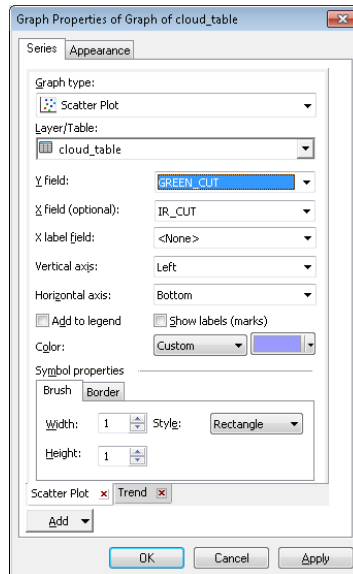 Graph Properties of Graph of cloud_table
Series Appearance
Graph type:
Scatter Plot
Layer/Table:
cloud_table
Y field: GREEN_CUT
X field (optional): IR_CUT
X label field: <None>
Vertical axis: Left
Horizontal axis: Bottom
Add to legend Show labels (marks)
Color: Custom
Symbol properties
Brush Border
Width: 1 Style: Rectangle
Height: 1
Scatter Plot x Trend x
Add
OK Cancel Apply